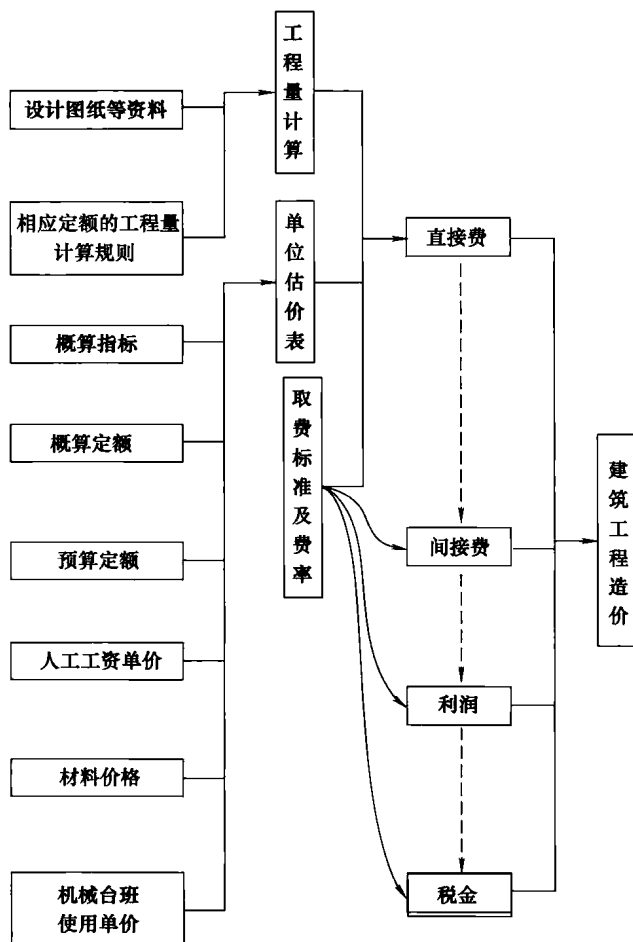 设计图纸等资料
相应定额的工程量
计算规则
概算指标
概算定额
预算定额
人工工资单价
材料价格
机械台班
使用单价
工程量计算
单位估价表
取费标准及费率
直接费
间接费
利润
税金
建筑工程造价